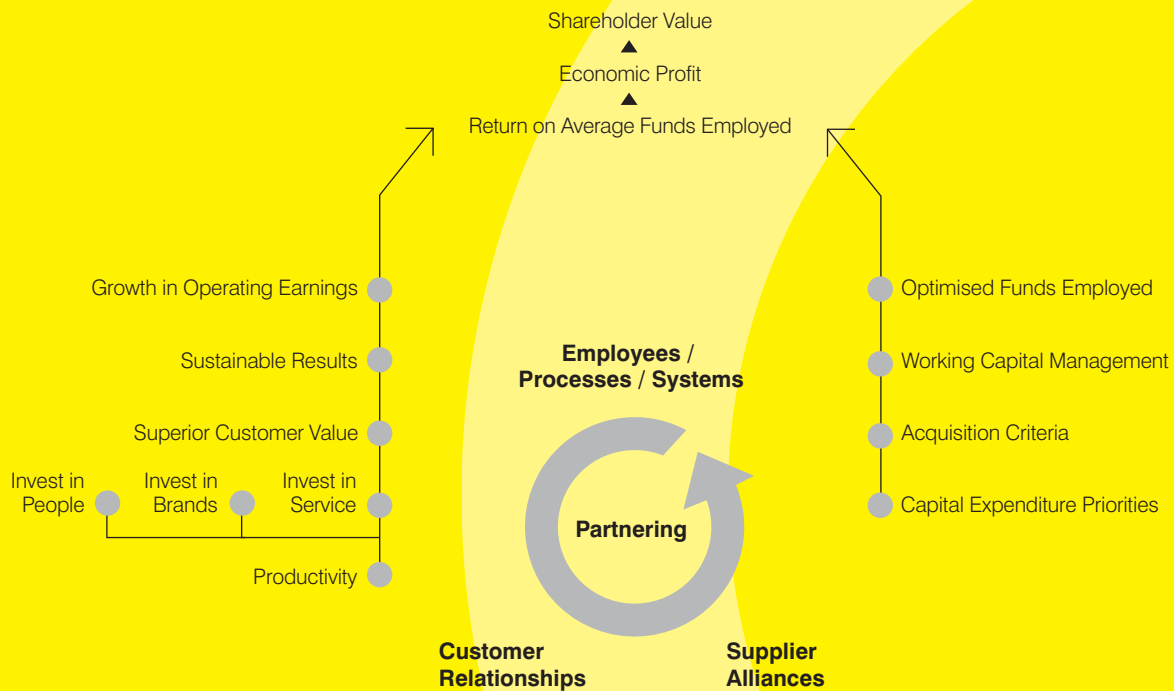 Shareholder Value
Economic Profit
Return on Average Funds Employed
Growth in Operating Earnings
Sustainable Results
Superior Customer Value
Invest in
People
Invest in
Brands
Invest in
Service
Productivity
Employees /
Processes / Systems
Partnering
Customer
Relationships
Supplier
Alliances
Optimised Funds Employed
Working Capital Management
Acquisition Criteria
Capital Expenditure Priorities